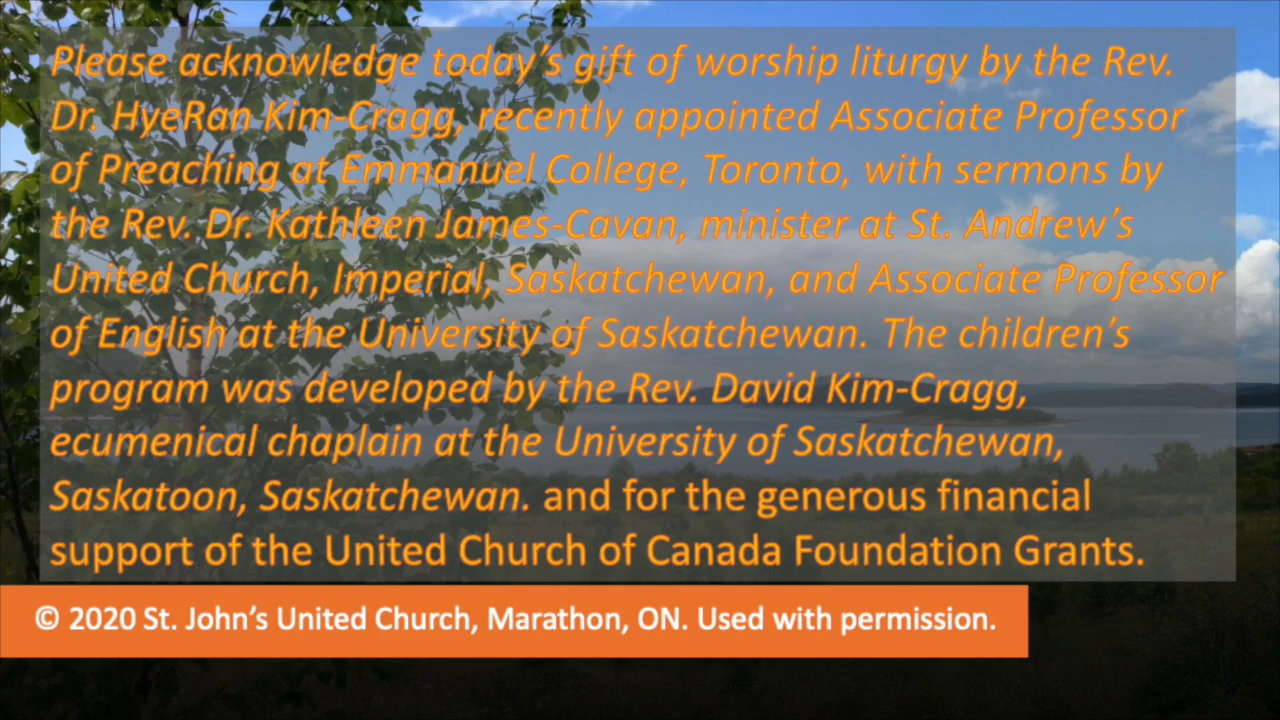 Please acknowledge today’s gift of worship liturgy by the Rev.
Dr. HyeRan Kim-Cragg, recently appointed Associate Professor
of Preaching at Emmanuel College, Toronto, with sermons by
the Rev. Dr. Kathleen James-Cavan, minister at St. Andrew’s
United Church, Imperial, Saskatchewan, and Associate Professor
of English at the University of Saskatchewan. The children’s
program was developed by the Rev. David Kim-Cragg,
ecumenical chaplain at the University of Saskatchewan,
Saskatoon, Saskatchewan. and for the generous financial
support of the United Church of Canada Foundation Grants.
© 2020 St. John’s United Church, Marathon, ON. Used with permission.